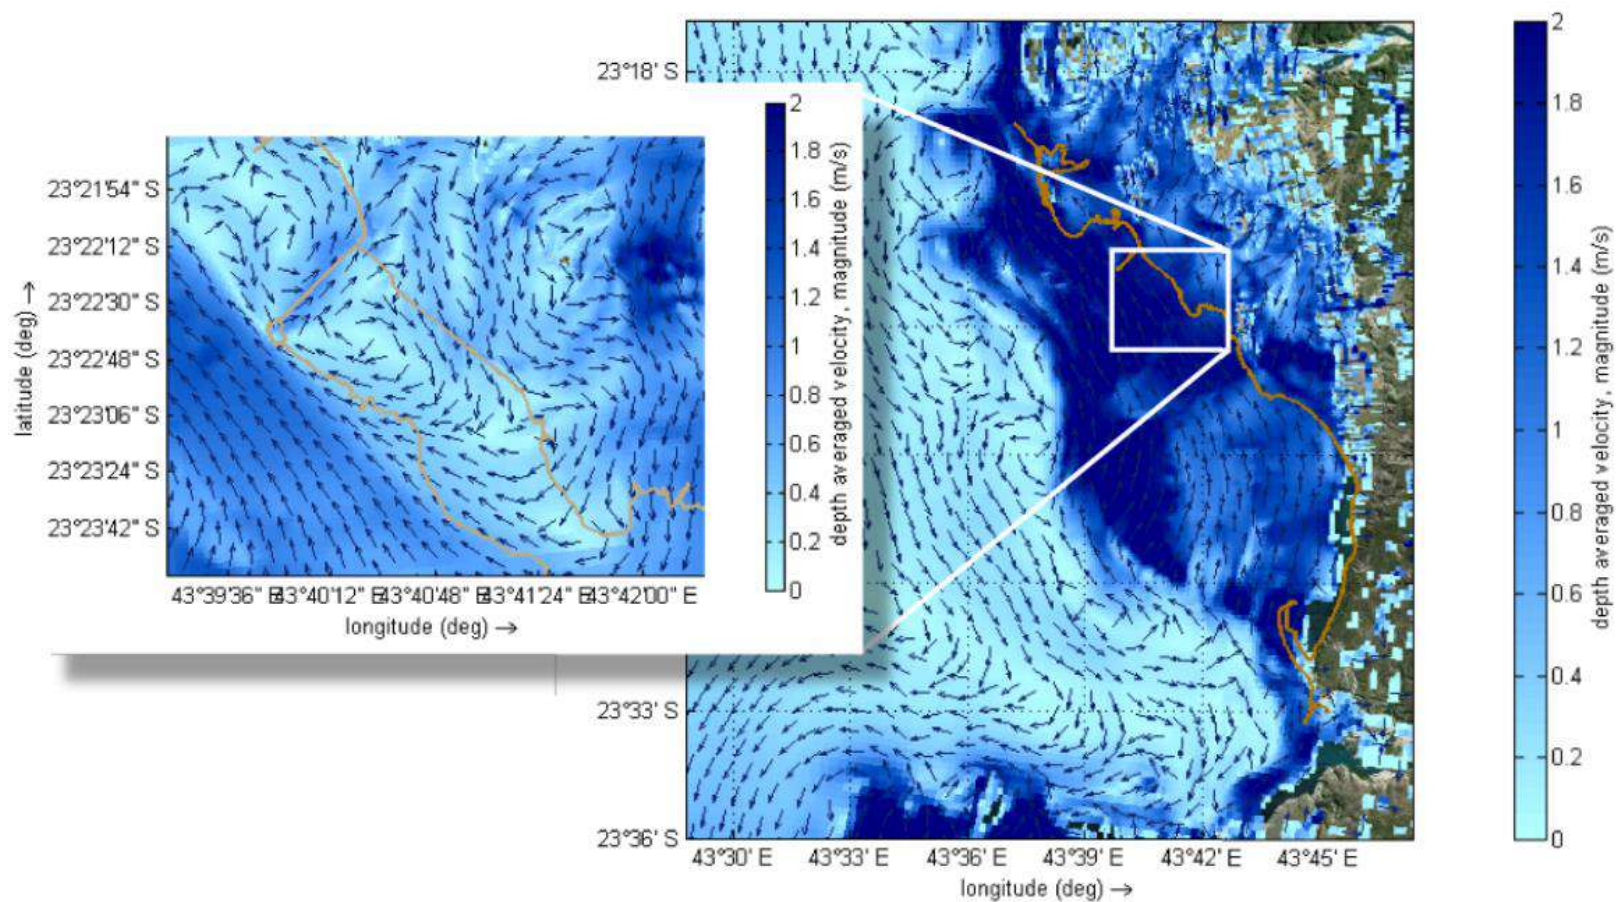 23°18' S
23°33' S
23°36' S
43°30' E
43°33' E
43°36' E
43°39' E
43°42' E
43°45' E
longitude (deg) →
2
1.8
1.6
1.4
1.2
1
0.8
0.6
0.4
0.2
0
depth averaged velocity, magnitude (m/s)
latitude (deg) →
23°21'54" S
23°22'12" S
23°22'30" S
23°22'48" S
23°23'06" S
23°23'24" S
23°23'42" S
43°39'36" E
43°40'12" E
43°40'48" E
43°41'24" E
43°42'00" E
longitude (deg) →
2
1.8
1.6
1.4
1.2
1
0.8
0.6
0.4
0.2
0
depth averaged velocity, magnitude (m/s)